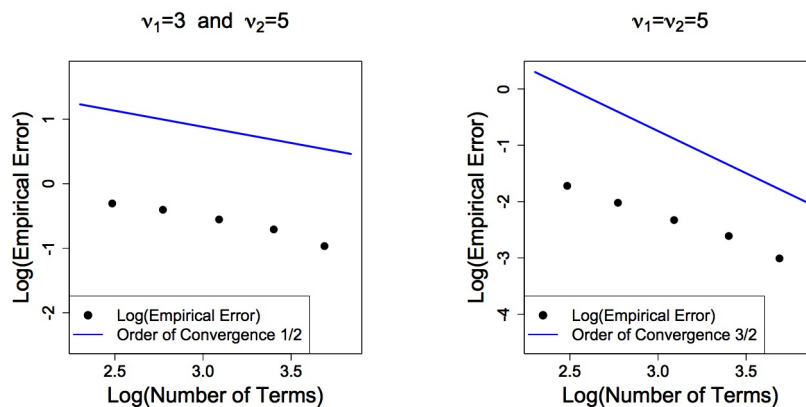 ν1=3 and ν2=5
Log(Empirical Error)
1
0
-1
-2
Log(Empirical Error)
Order of Convergence 1/2
2.5 3.0 3.5
Log(Number of Terms)
ν1=ν2=5
Log(Empirical Error)
0
-1
-2
-3
-4
Log(Empirical Error)
Order of Convergence 3/2
2.5 3.0 3.5
Log(Number of Terms)